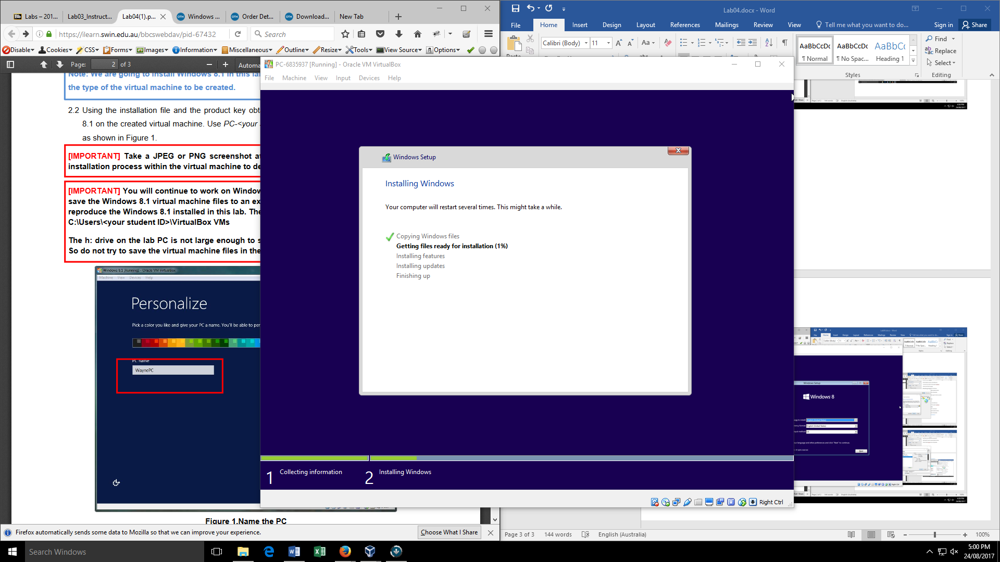 Labs – 201...
Lab03_Instruct...
Lab04(1).p...
Windows ...
Order Det...
Download...
New Tab
https://ilearn.swin.edu.au/bbcswebdav/pid-67432
Search
Disable
Cookies
CSS
Forms
Images
Information
Miscellaneous
Outline
Resize
Tools
View Source
Options
Page: 2 of 3
Automa
Note: We are going to install Windows 8.1 in this la
the type of the virtual machine to be created.
2.2 Using the installation file and the product key obt
8.1 on the created virtual machine. Use PC-<your
as shown in Figure 1.
[IMPORTANT] Take a JPEG or PNG screenshot at
installation process within the virtual machine to de
[IMPORTANT] You will continue to work on Window
save the Windows 8.1 virtual machine files to an ex
reproduce the Windows 8.1 installed in this lab. The
C:\Users\<your student ID>\VirtualBox VMs
The h: drive on the lab PC is not large enough to s
So do not try to save the virtual machine files in the
Windows 8.1 [Running] - Oracle VM VirtualBox
Machine View Devices Help
Personalize
Pick a color you like and give your PC a name. You'll be able to per
PC name
WaynePC
Figure 1.Name the PC
Firefox automatically sends some data to Mozilla so that we can improve your experience.
Choose What I Share
PC-6835937 [Running] - Oracle VM VirtualBox
File Machine View Input Devices Help
Windows Setup
Installing Windows
Your computer will restart several times. This might take a while.
Copying Windows files
Getting files ready for installation (1%)
Installing features
Installing updates
Finishing up
1 Collecting information
2 Installing Windows
Right Ctrl
Lab04.docx - Word
File Home Insert Design Layout References Mailings Review View Tell me what you want to do... Sign in Share
Calibri (Body) 11
Aa
AaBbCcDc AaBbCcDc AaBbCc
¶ Normal ¶ No Spac... Heading 1
Styles
Find
Replace
Select
Editing
Windows Setup
Windows 8
Page 3 of 3 144 words English (Australia)
100%
Search Windows
5:00 PM
24/08/2017